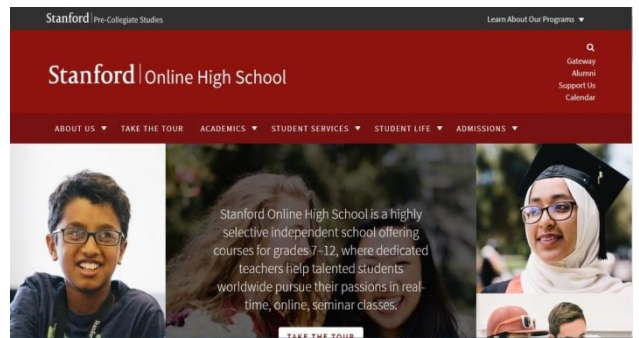 Stanford Pre-Collegiate Studies
Learn About Our Programs ▼
Stanford Online High School
Gateway
Alumni
Support Us
Calendar
ABOUT US ▼ TAKE THE TOUR ACADEMICS ▼ STUDENT SERVICES ▼ STUDENT LIFE ▼ ADMISSIONS ▼
Stanford Online High School is a highly
selective independent school offering
courses for grades 7–12, where dedicated
teachers help talented students
worldwide pursue their passions in real-
time, online, seminar classes.
TAKE THE TOUR